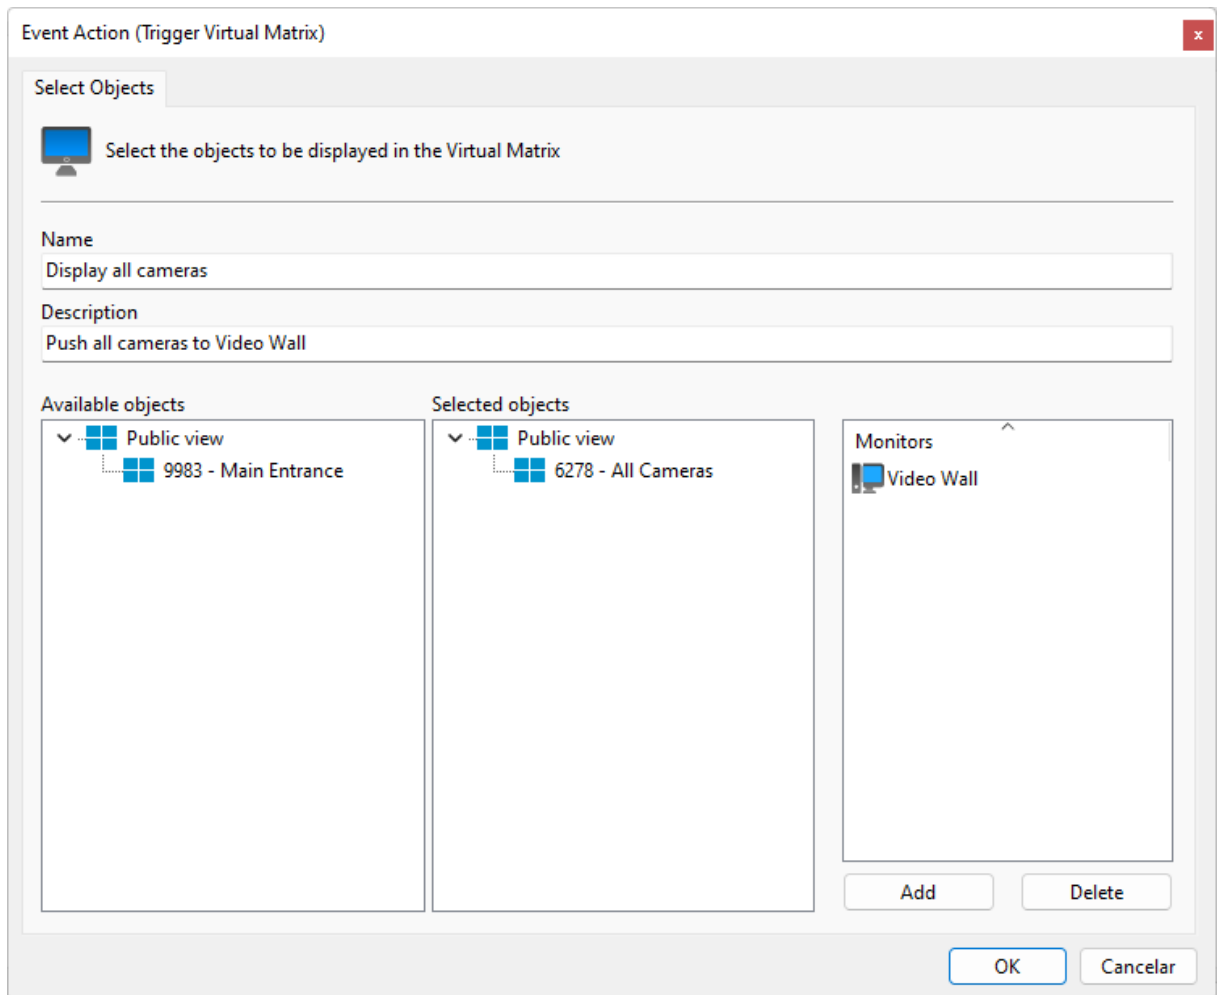 Event Action (Trigger Virtual Matrix)
x
Select Objects
Select the objects to be displayed in the Virtual Matrix
Name
Display all cameras
Description
Push all cameras to Video Wall
Available objects
Selected objects
Public view
9983 - Main Entrance
Public view
6278 - All Cameras
Monitors
Video Wall
Add
Delete
OK
Cancelar